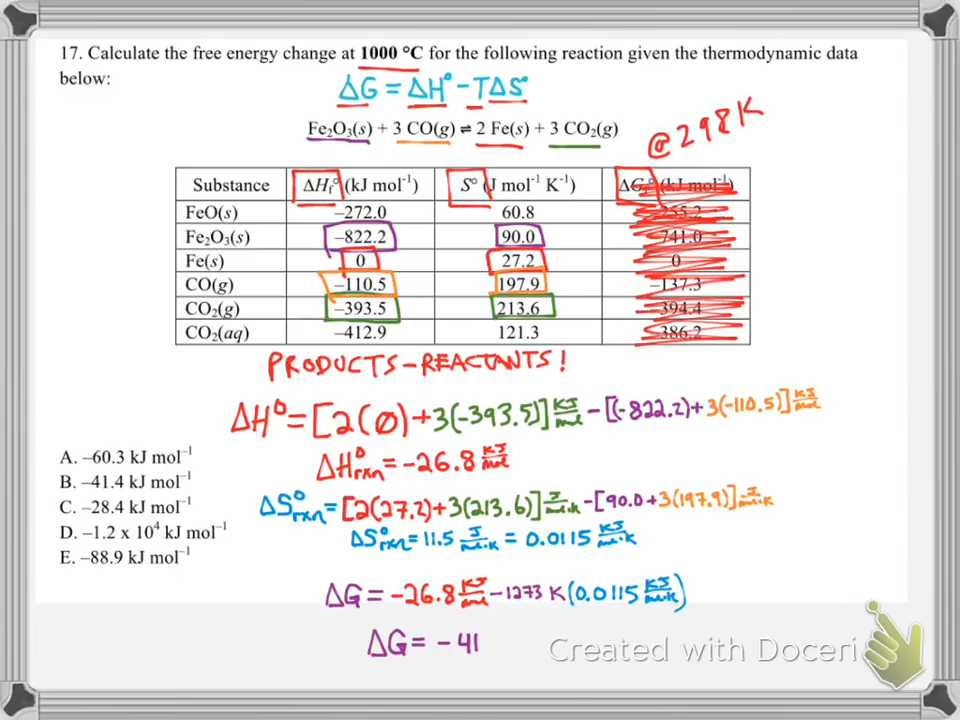 17. Calculate the free energy change at 1000 °C for the following reaction given the thermodynamic data
below:
ΔG = ΔH° - TΔS°
Fe₂O₃(s) + 3 CO(g) ⇌ 2 Fe(s) + 3 CO₂(g)
@298K
Substance ΔHf° (kJ mol⁻¹) S° (J mol⁻¹ K⁻¹) ΔGf° (kJ mol⁻¹)
FeO(s) –272.0 60.8 –255.2
Fe₂O₃(s) –822.2 90.0 –741.0
Fe(s) 0 27.2 0
CO(g) –110.5 197.9 –137.3
CO₂(g) –393.5 213.6 –394.4
CO₂(aq) –412.9 121.3 –386.2
PRODUCTS – REACTANTS!
ΔH° = [2(0) + 3(-393.5)] kJ/mol - [(-822.2) + 3(-110.5)] kJ/mol
ΔH°rxn = -26.8 kJ/mol
ΔS°rxn = [2(27.2) + 3(213.6)] J/mol·K - [90.0 + 3(197.9)] J/mol·K
ΔS°rxn = 11.5 J/mol·K = 0.0115 kJ/mol·K
ΔG = -26.8 kJ/mol - 1273 K (0.0115 kJ/mol·K)
ΔG = - 41
A. –60.3 kJ mol⁻¹
B. –41.4 kJ mol⁻¹
C. –28.4 kJ mol⁻¹
D. –1.2 x 10⁴ kJ mol⁻¹
E. –88.9 kJ mol⁻¹
Created with Doceri